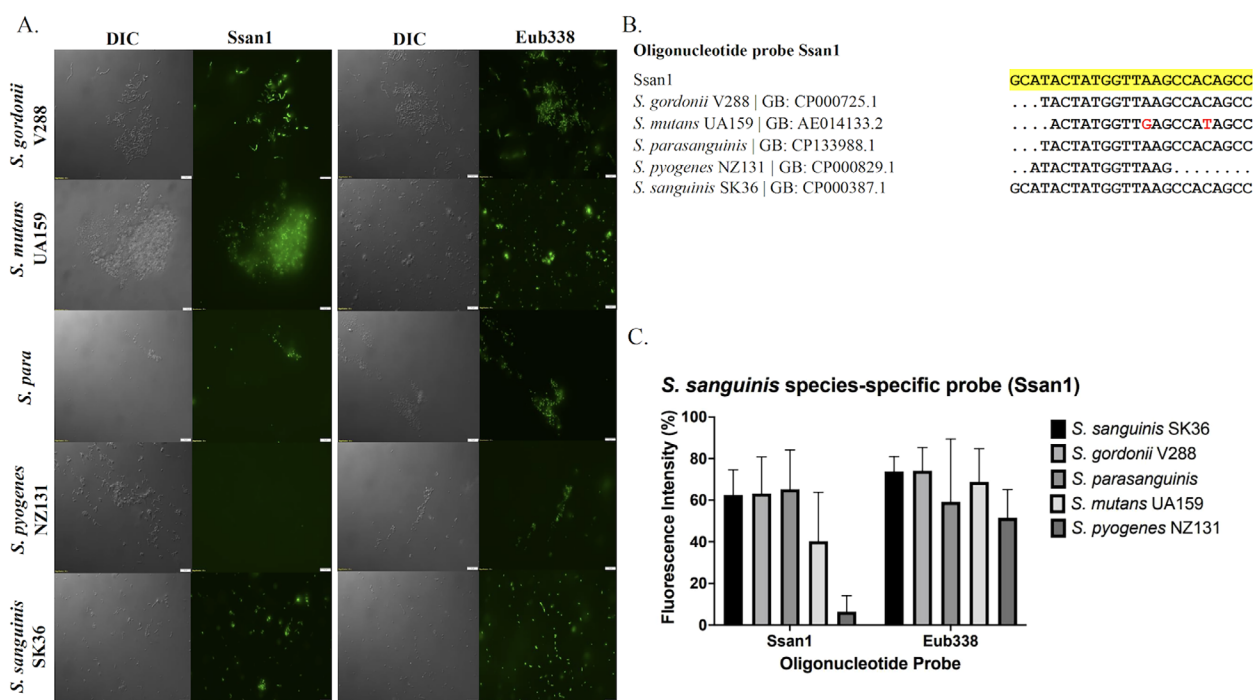 A.
DIC Ssan1 DIC Eub338
S. gordonii
V288
S. mutans
UA159
S. para
S. pyogenes
NZ131
S. sanguinis
SK36
B.
Oligonucleotide probe Ssan1
Ssan1 GCATACTATGGTTAAGCCACAGCC
S. gordonii V288 | GB: CP000725.1 ...TACTATGGTTAAGCCACAGCC
S. mutans UA159 | GB: AE014133.2 ....ACTATGGTTGAGCCATAGCC
S. parasanguinis | GB: CP133988.1 ...TACTATGGTTAAGCCACAGCC
S. pyogenes NZ131 | GB: CP000829.1 ..ATACTATGGTTAAG........
S. sanguinis SK36 | GB: CP000387.1 GCATACTATGGTTAAGCCACAGCC
C.
S. sanguinis species-specific probe (Ssan1)
Fluorescence Intensity (%)
100
80
60
40
20
0
Ssan1 Eub338
Oligonucleotide Probe
S. sanguinis SK36
S. gordonii V288
S. parasanguinis
S. mutans UA159
S. pyogenes NZ131